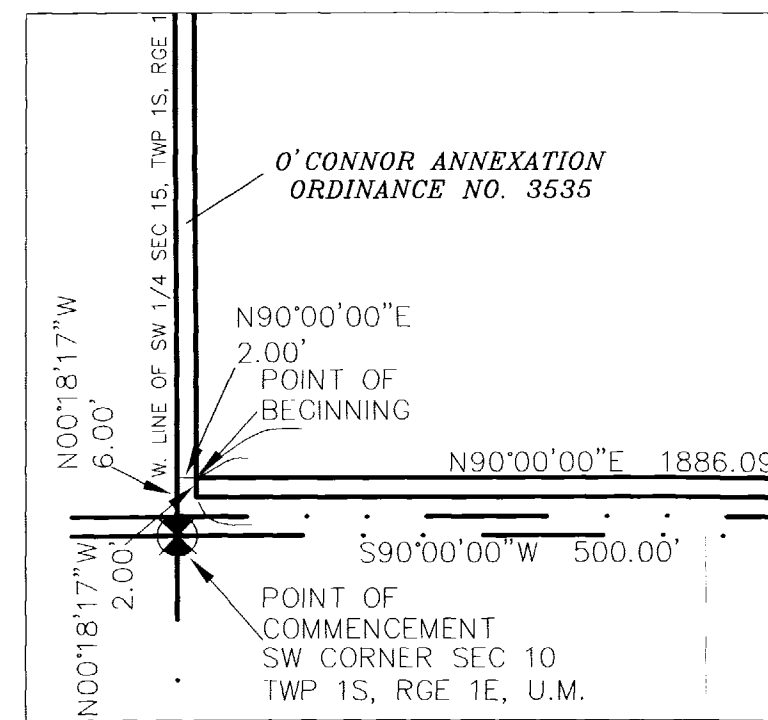 W. LINE OF SW 1/4 SEC 15, TWP 1S, RGE 1
O'CONNOR ANNEXATION
ORDINANCE NO. 3535
N00°18'17"W
6.00'
N90°00'00"E
2.00'
POINT OF
BEGINNING
N90°00'00"E 1886.09
S90°00'00"W 500.00'
N00°18'17"W
2.00'
POINT OF
COMMENCEMENT
SW CORNER SEC 10
TWP 1S, RGE 1E, U.M.